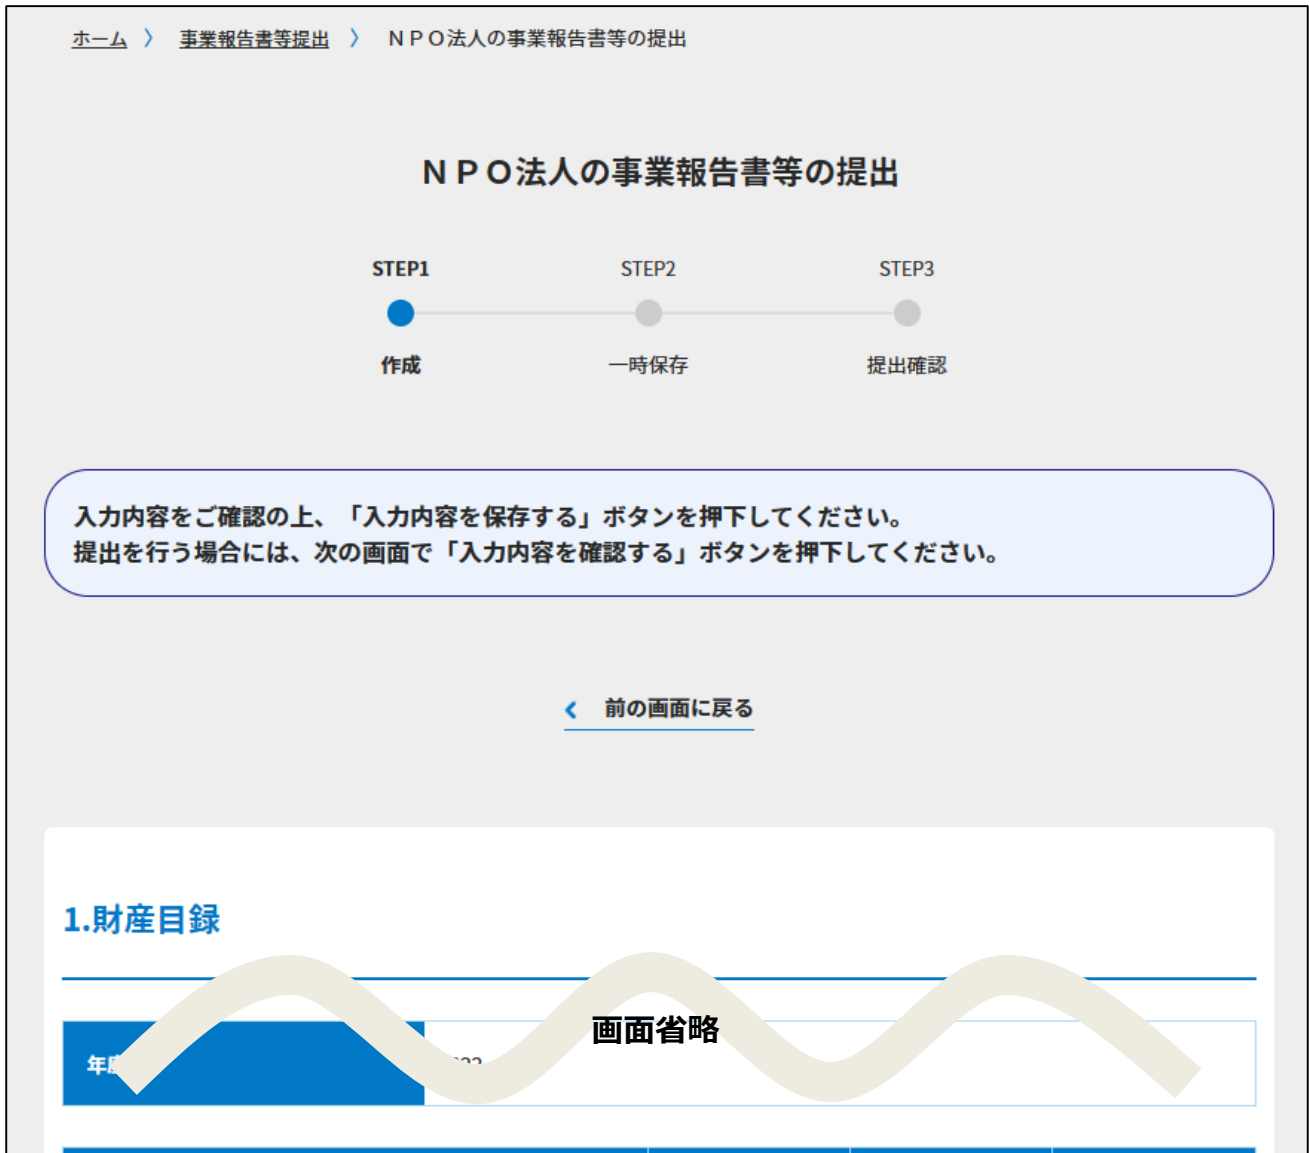 ホーム 〉 事業報告書等提出 〉 ＮＰＯ法人の事業報告書等の提出
ＮＰＯ法人の事業報告書等の提出
STEP1 STEP2 STEP3
作成 一時保存 提出確認
入力内容をご確認の上、「入力内容を保存する」ボタンを押下してください。
提出を行う場合には、次の画面で「入力内容を確認する」ボタンを押下してください。
前の画面に戻る
1.財産目録
画面省略